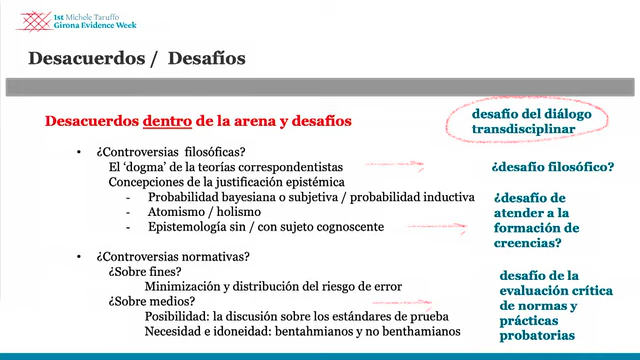 1st Michele Taruffo
Girona Evidence Week
Desacuerdos / Desafíos
Desacuerdos dentro de la arena y desafíos
desafío del diálogo
transdisciplinar
• ¿Controversias filosóficas?
El ‘dogma’ de la teorías correspondentistas
¿desafío filosófico?
Concepciones de la justificación epistémica
- Probabilidad bayesiana o subjetiva / probabilidad inductiva
- Atomismo / holismo
- Epistemología sin / con sujeto cognoscente
¿desafío de
atender a la
formación de
creencias?
• ¿Controversias normativas?
¿Sobre fines?
Minimización y distribución del riesgo de error
¿Sobre medios?
Posibilidad: la discusión sobre los estándares de prueba
Necesidad e idoneidad: bentahmianos y no benthamianos
desafío de la
evaluación crítica
de normas y
prácticas
probatorias